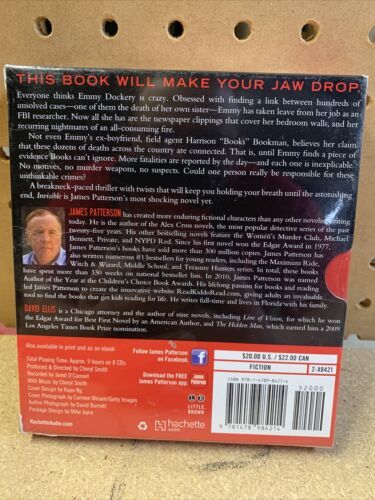 THIS BOOK WILL MAKE YOUR JAW DROP.
Everyone thinks Emmy Dockery is crazy. Obsessed with finding a link between hundreds of
unsolved cases—one of them the death of her own sister—Emmy has taken leave from her job as an
FBI researcher. Now all she has are the newspaper clippings that cover her bedroom walls, and her
recurring nightmares of an all-consuming fire.
Not even Emmy's ex-boyfriend, field agent Harrison "Books" Bookman, believes her claim
that these dozens of deaths across the country are connected. That is, until Emmy finds a piece of
evidence Books can't ignore. More fatalities are reported by the day—and each one is inexplicable.
No motives, no murder weapons, no suspects. Could one person really be responsible for these
unthinkable crimes?
A breakneck-paced thriller with twists that will keep you holding your breath until the astonishing
end, Invisible is James Patterson's most shocking novel yet.
JAMES PATTERSON has created more enduring fictional characters than any other novelist writing
today. He is the author of the Alex Cross novels, the most popular detective series of the past
twenty-five years. His other bestselling novels feature the Women's Murder Club, Michael
Bennett, Private, and NYPD Red. Since his first novel won the Edgar Award in 1977,
James Patterson's books have sold more than 300 million copies. James Patterson has
also written numerous #1 bestsellers for young readers, including the Maximum Ride,
Witch & Wizard, Middle School, and Treasure Hunters series. In total, these books
have spent more than 330 weeks on national bestseller lists. In 2010, James Patterson was named
Author of the Year at the Children's Choice Book Awards. His lifelong passion for books and reading
led James to create the innovative website ReadKiddoRead.com, giving adults an invaluable
tool to find the books that get kids reading for life. He writes full-time and lives in Florida with his family.
DAVID ELLIS is a Chicago attorney and the author of nine novels, including Line of Vision, for which he won
the Edgar Award for Best First Novel by an American Author, and The Hidden Man, which earned him a 2009
Los Angeles Times Book Prize nomination.
Also available in print and as an ebook
Total Playing Time: Approx. 9 hours on 8 CDs
Produced & Directed by Cheryl Smith
Recorded by Jared O'Connell
With Music by Cheryl Smith
Cover Design by Kapo Ng
Cover Photograph by Carmen Winant/Getty Images
Author Photograph by David Burnett
Package Design by Mike Joyce
HachetteAudio.com
Follow James Patterson
on Facebook.
f
Download the FREE
James Patterson app.
James
Patterson
LITTLE,
BROWN
hachette
AUDIO
$20.00 U.S. / $22.00 CAN
FICTION
2-X8421
ISBN 978-1-4789-8421-4
52000
9 781478 984214